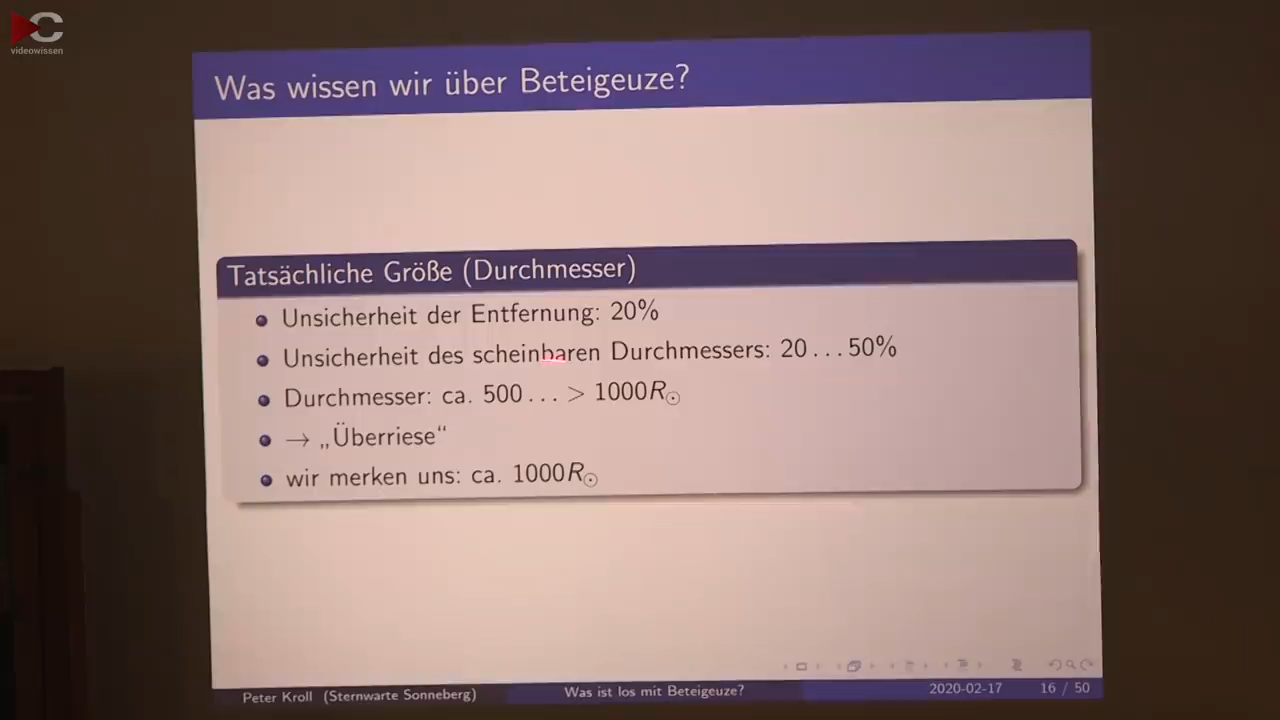 videowissen
Was wissen wir über Beteigeuze?
Tatsächliche Größe (Durchmesser)
Unsicherheit der Entfernung: 20%
Unsicherheit des scheinbaren Durchmessers: 20...50%
Durchmesser: ca. 500...> 1000R☉
→ „Überriese“
wir merken uns: ca. 1000R☉
Peter Kroll (Sternwarte Sonneberg) Was ist los mit Beteigeuze? 2020-02-17 16 / 50